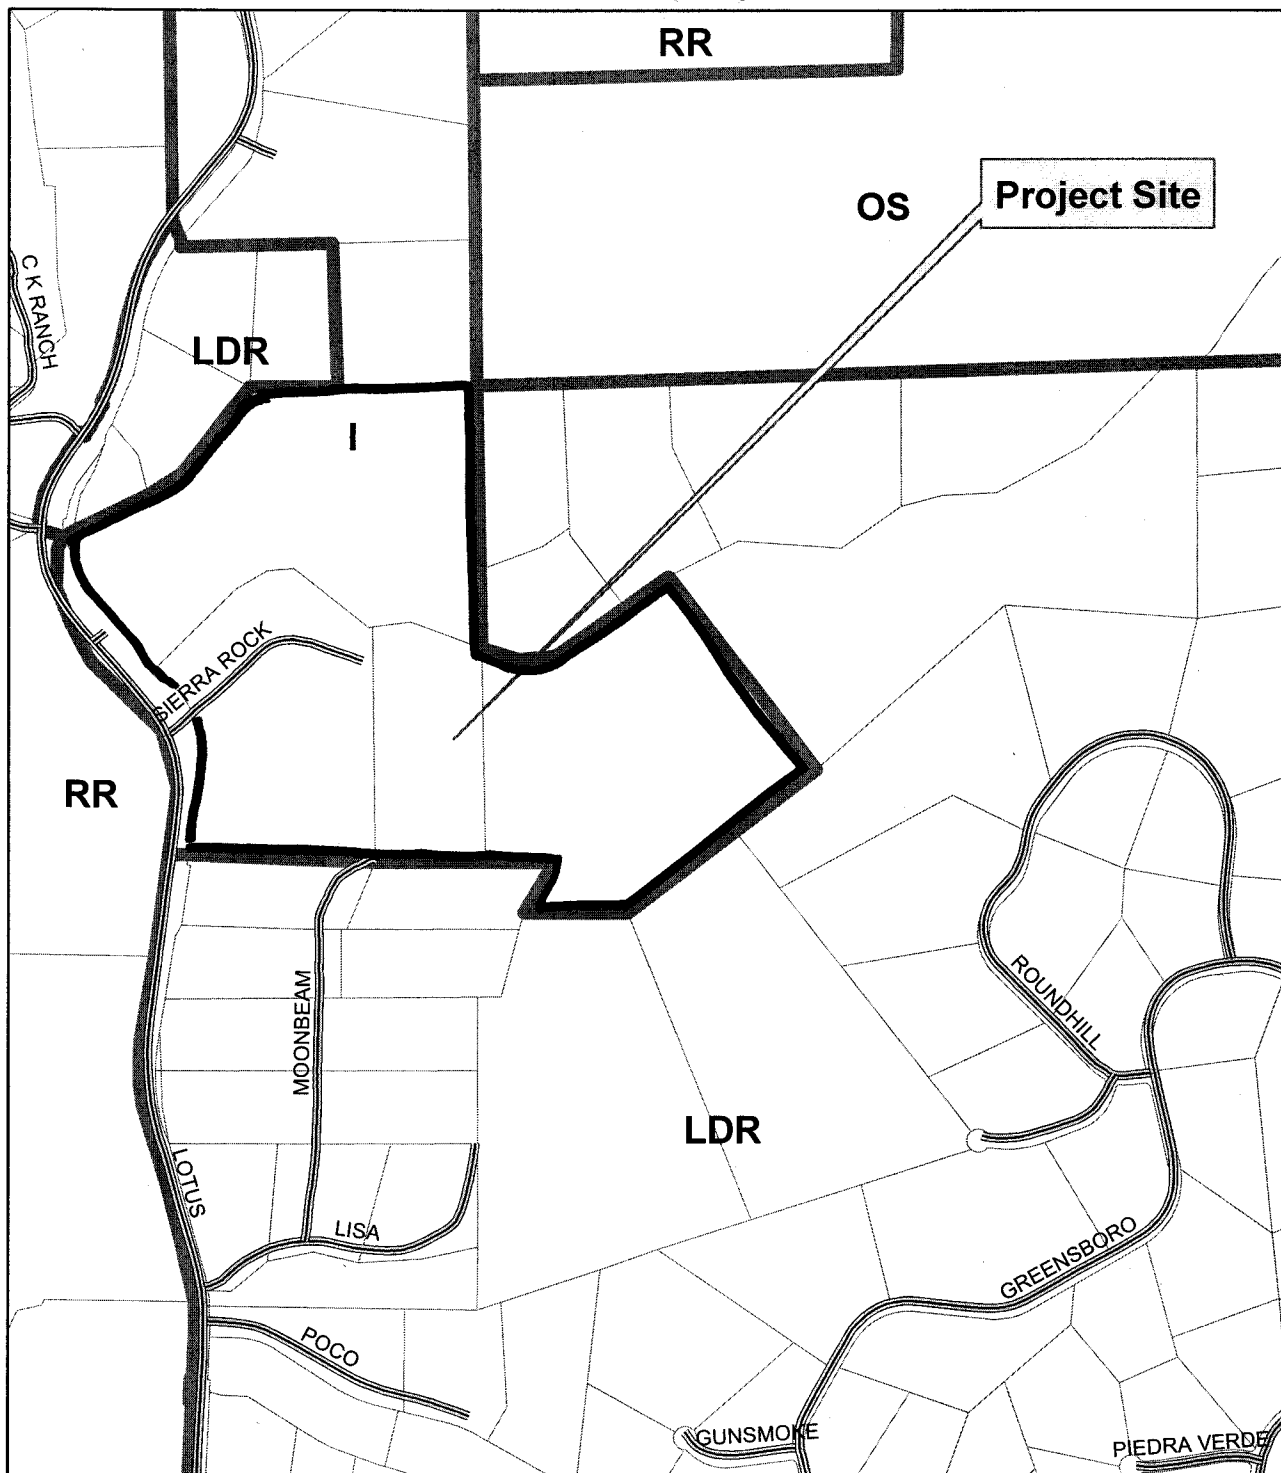 RR
Project Site
OS
C K RANCH
LDR
I
SIERRA ROCK
RR
ROUNDHILL
MOONBEAM
LDR
LOTUS
LISA
GREENSBORO
POCO
GUNSMOKE
PIEDRA VERDE